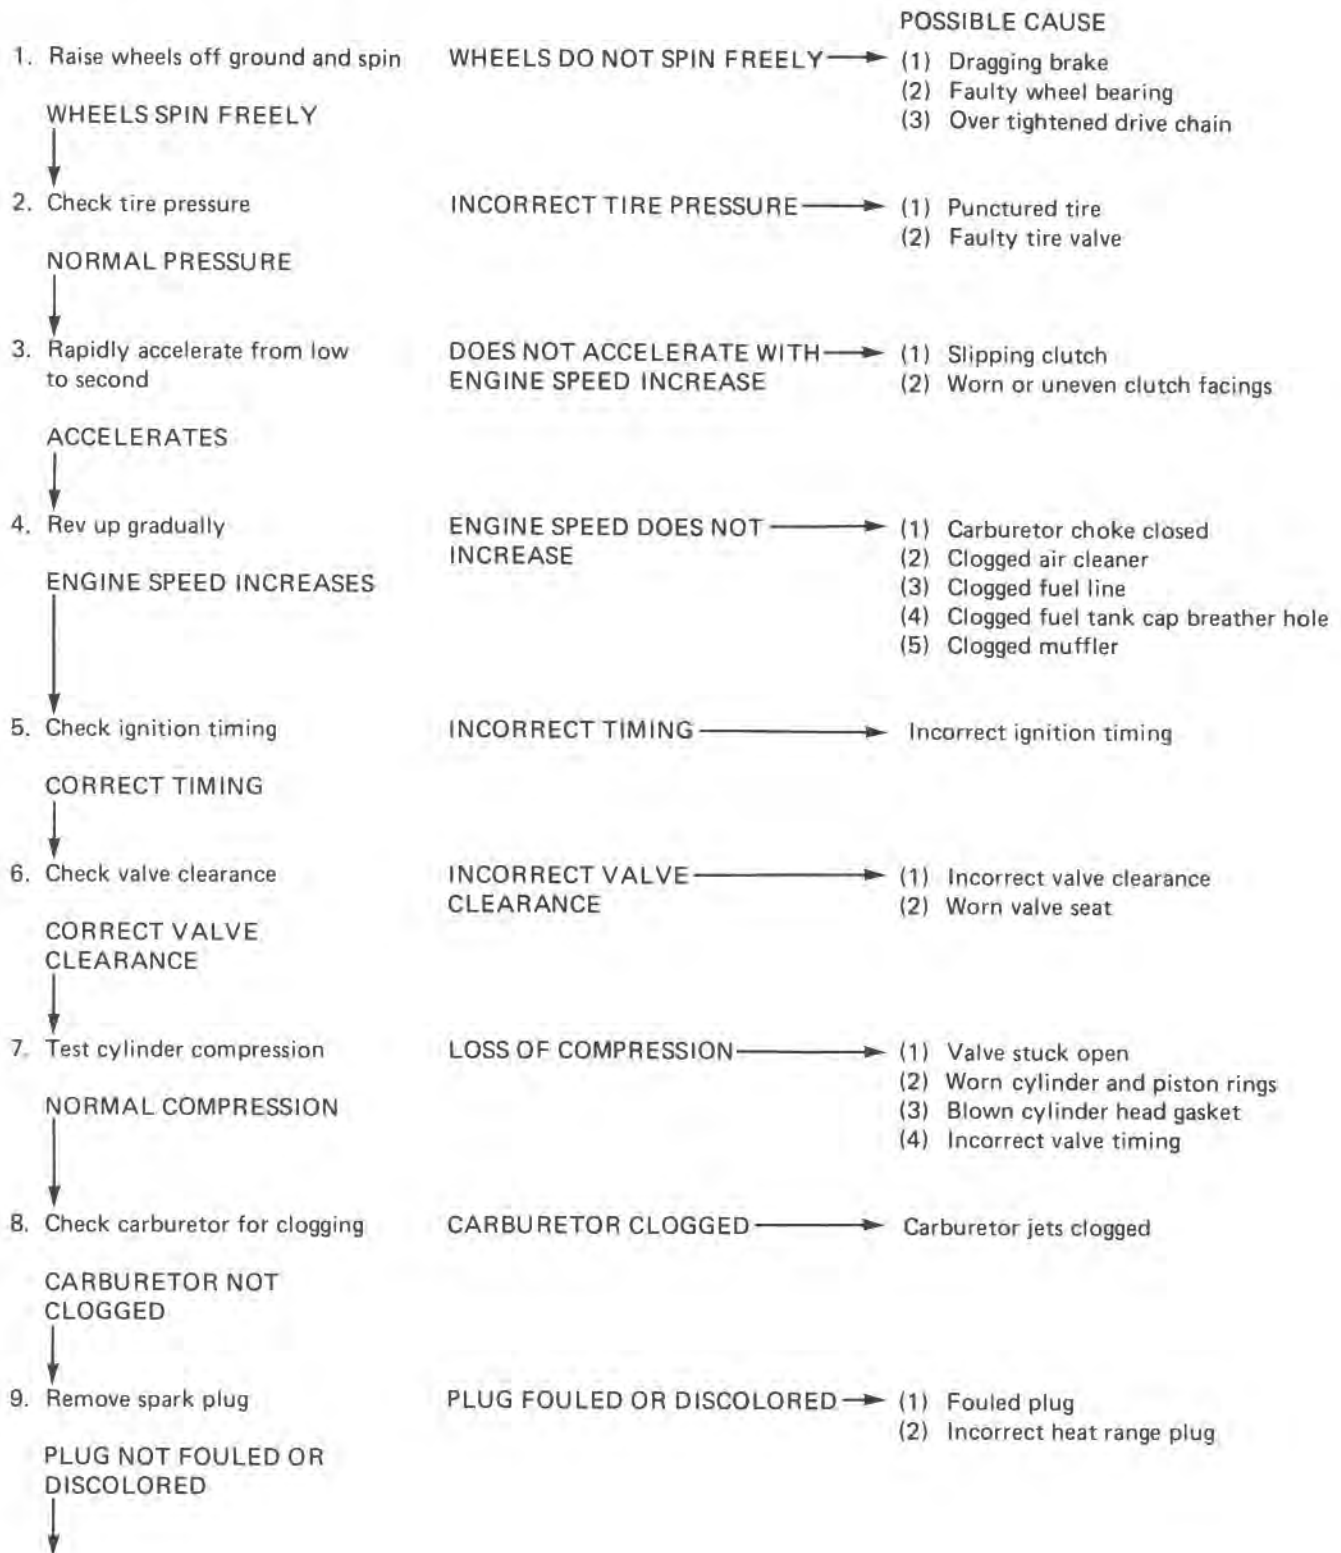 POSSIBLE CAUSE
1. Raise wheels off ground and spin WHEELS DO NOT SPIN FREELY (1) Dragging brake
(2) Faulty wheel bearing
WHEELS SPIN FREELY (3) Over tightened drive chain
2. Check tire pressure INCORRECT TIRE PRESSURE (1) Punctured tire
(2) Faulty tire valve
NORMAL PRESSURE
3. Rapidly accelerate from low DOES NOT ACCELERATE WITH (1) Slipping clutch
to second ENGINE SPEED INCREASE (2) Worn or uneven clutch facings
ACCELERATES
4. Rev up gradually ENGINE SPEED DOES NOT (1) Carburetor choke closed
INCREASE (2) Clogged air cleaner
ENGINE SPEED INCREASES (3) Clogged fuel line
(4) Clogged fuel tank cap breather hole
(5) Clogged muffler
5. Check ignition timing INCORRECT TIMING Incorrect ignition timing
CORRECT TIMING
6. Check valve clearance INCORRECT VALVE (1) Incorrect valve clearance
CLEARANCE (2) Worn valve seat
CORRECT VALVE
CLEARANCE
7. Test cylinder compression LOSS OF COMPRESSION (1) Valve stuck open
(2) Worn cylinder and piston rings
NORMAL COMPRESSION (3) Blown cylinder head gasket
(4) Incorrect valve timing
8. Check carburetor for clogging CARBURETOR CLOGGED Carburetor jets clogged
CARBURETOR NOT
CLOGGED
9. Remove spark plug PLUG FOULED OR DISCOLORED (1) Fouled plug
(2) Incorrect heat range plug
PLUG NOT FOULED OR
DISCOLORED